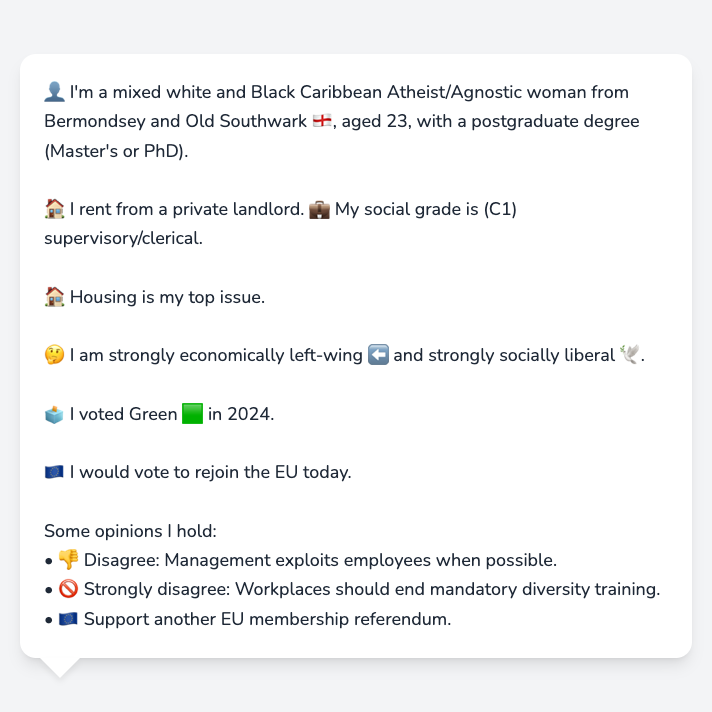 👤 I'm a mixed white and Black Caribbean Atheist/Agnostic woman from
Bermondsey and Old Southwark 🏴󠁧󠁢󠁥󠁮󠁧󠁿, aged 23, with a postgraduate degree
(Master's or PhD).
🏠 I rent from a private landlord. 💼 My social grade is (C1)
supervisory/clerical.
🏠 Housing is my top issue.
🤔 I am strongly economically left-wing ⬅️ and strongly socially liberal 🕊️.
🗳️ I voted Green 🟩 in 2024.
🇪🇺 I would vote to rejoin the EU today.
Some opinions I hold:
• 👎 Disagree: Management exploits employees when possible.
• 🚫 Strongly disagree: Workplaces should end mandatory diversity training.
• 🇪🇺 Support another EU membership referendum.